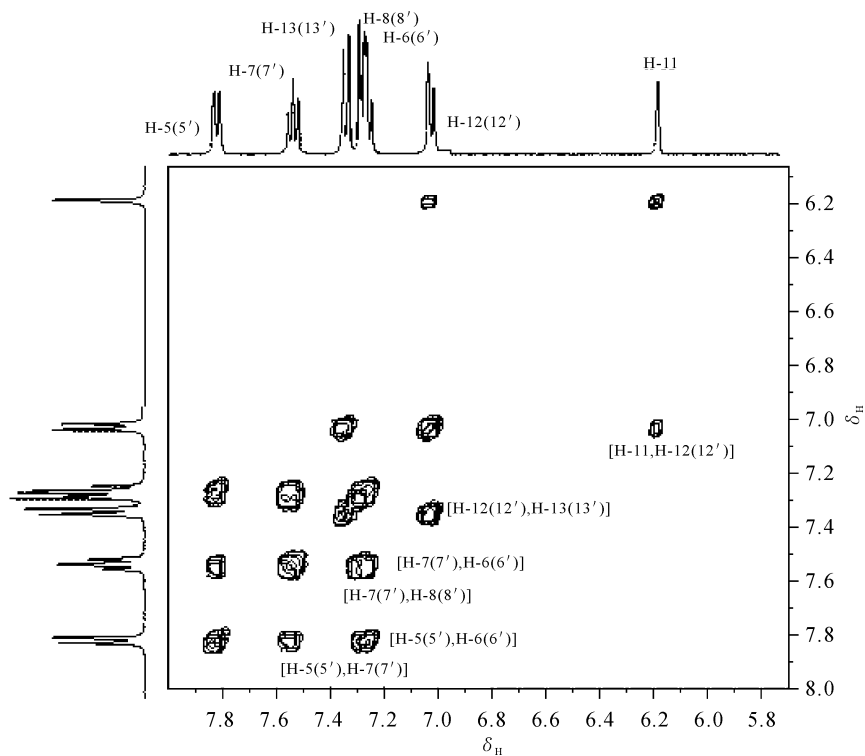 H-8(8′)
H-13(13′)
H-6(6′)
H-11
H-7(7′)
H-12(12′)
H-5(5′)
6.2
6.4
6.6
6.8
7.0
δH
[H-11,H-12(12′)]
7.2
[H-12(12′),H-13(13′)]
7.4
[H-7(7′),H-6(6′)]
7.6
[H-7(7′),H-8(8′)]
[H-5(5′),H-6(6′)]
7.8
[H-5(5′),H-7(7′)]
8.0
7.8 7.6 7.4 7.2 7.0 6.8 6.6 6.4 6.2 6.0 5.8
δH